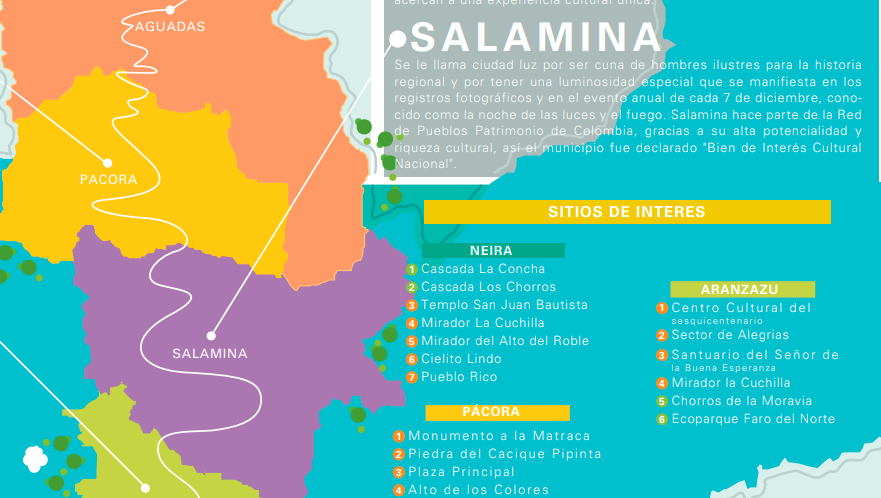 acercan a una experiencia cultural única.
SALAMINA
Se le llama ciudad luz por ser cuna de hombres ilustres para la historia
regional y por tener una luminosidad especial que se manifiesta en los
registros fotográficos y en el evento anual de cada 7 de diciembre, cono-
cido como la noche de las luces y el fuego. Salamina hace parte de la Red
de Pueblos Patrimonio de Colombia, gracias a su alta potencialidad y
riqueza cultural, así el municipio fue declarado "Bien de Interés Cultural
Nacional".
AGUADAS
PACORA
SALAMINA
SITIOS DE INTERES
NEIRA
1 Cascada La Concha
2 Cascada Los Chorros
3 Templo San Juan Bautista
4 Mirador La Cuchilla
5 Mirador del Alto del Roble
6 Cielito Lindo
7 Pueblo Rico
PÁCORA
1 Monumento a la Matraca
2 Piedra del Cacique Pipinta
3 Plaza Principal
4 Alto de los Colores
ARANZAZU
1 Centro Cultural del
sesquicentenario
2 Sector de Alegrias
3 Santuario del Señor de
la Buena Esperanza
4 Mirador la Cuchilla
5 Chorros de la Moravia
6 Ecoparque Faro del Norte